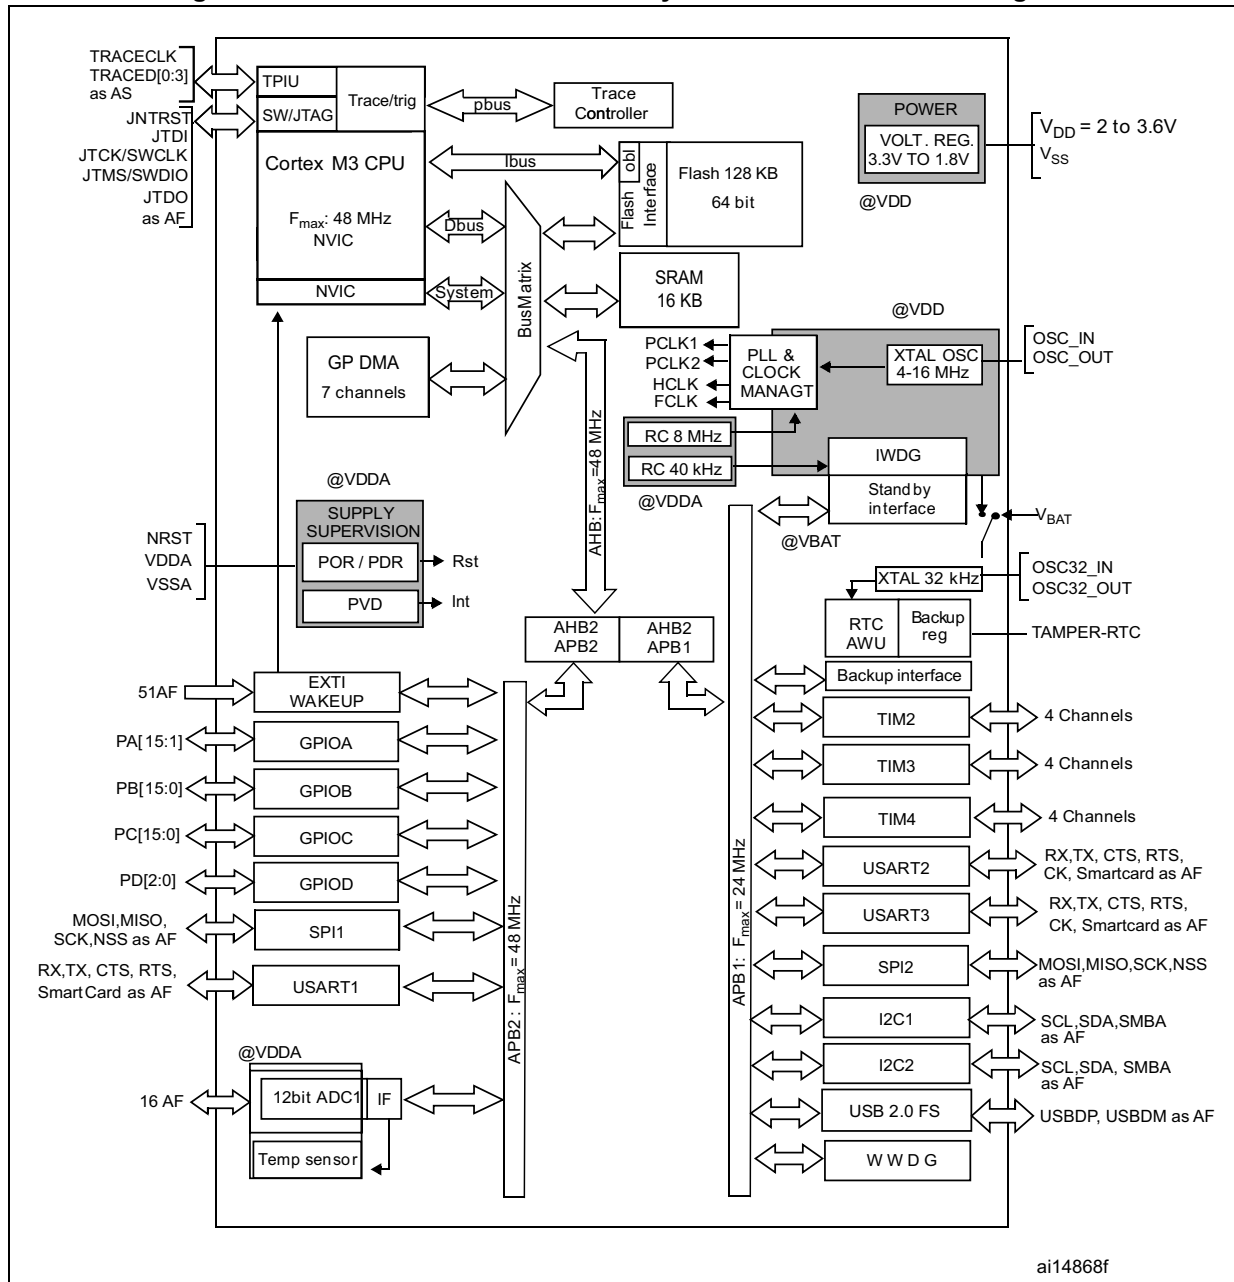 TRACECLK
TRACED[0:3]
as AS
TPIU
Trace/trig
SW/JTAG
pbus
Trace
Controller
JNTRST
JTDI
JTCK/SWCLK
JTMS/SWDIO
JTDO
as AF
Cortex M3 CPU
Fmax: 48 MHz
NVIC
NVIC
Ibus
Dbus
System
BusMatrix
Flash
obl
Interface
Flash 128 KB
64 bit
SRAM
16 KB
POWER
VOLT. REG.
3.3V TO 1.8V
@VDD
VDD = 2 to 3.6V
VSS
GP DMA
7 channels
@VDD
PCLK1
PCLK2
HCLK
FCLK
PLL &
CLOCK
MANAGT
XTAL OSC
4-16 MHz
OSC_IN
OSC_OUT
RC 8 MHz
RC 40 kHz
@VDDA
IWDG
Standby
interface
@VBAT
VBAT
AHB: Fmax=48 MHz
@VDDA
SUPPLY
SUPERVISION
POR / PDR
PVD
Rst
Int
NRST
VDDA
VSSA
XTAL 32 kHz
OSC32_IN
OSC32_OUT
RTC
AWU
Backup
reg
TAMPER-RTC
Backup interface
AHB2
APB2
AHB2
APB1
51AF
EXTI
WAKEUP
PA[15:1]
GPIOA
PB[15:0]
GPIOB
PC[15:0]
GPIOC
PD[2:0]
GPIOD
MOSI,MISO,
SCK,NSS as AF
SPI1
RX,TX, CTS, RTS,
SmartCard as AF
USART1
@VDDA
16 AF
12bit ADC1
IF
Temp sensor
APB2 : Fmax = 48 MHz
APB1: Fmax = 24 MHz
TIM2
4 Channels
TIM3
4 Channels
TIM4
4 Channels
USART2
RX,TX, CTS, RTS,
CK, Smartcard as AF
USART3
RX,TX, CTS, RTS,
CK, Smartcard as AF
SPI2
MOSI,MISO,SCK,NSS
as AF
I2C1
SCL,SDA,SMBA
as AF
I2C2
SCL,SDA, SMBA
as AF
USB 2.0 FS
USBDP, USBDM as AF
WWDG
ai14868f